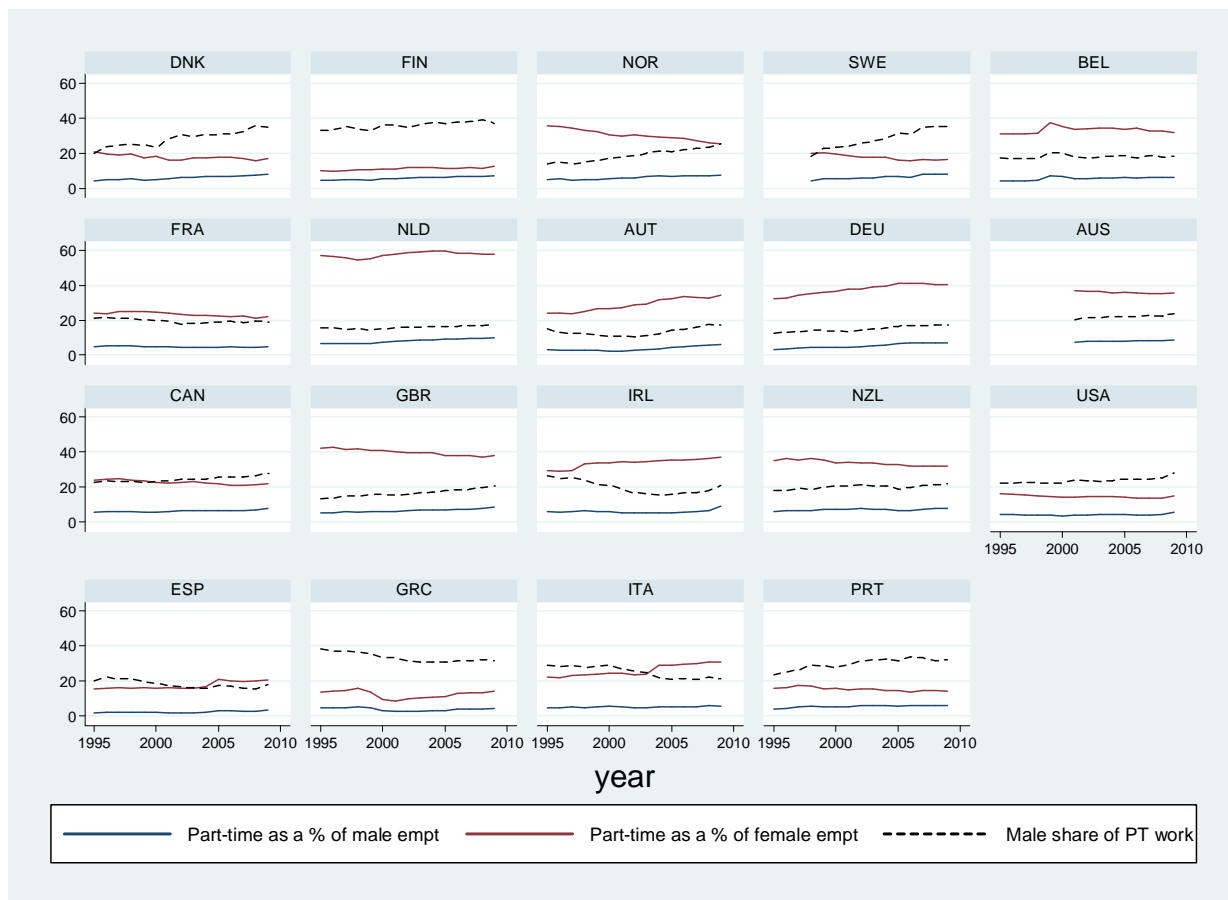 DNK FIN NOR SWE BEL
60
40
20
0
FRA NLD AUT DEU AUS
60
40
20
0
CAN GBR IRL NZL USA
60
40
20
0
1995 2000 2005 2010
ESP GRC ITA PRT
60
40
20
0
1995 2000 2005 2010 1995 2000 2005 2010 1995 2000 2005 2010 1995 2000 2005 2010
year
Part-time as a % of male empt Part-time as a % of female empt Male share of PT work